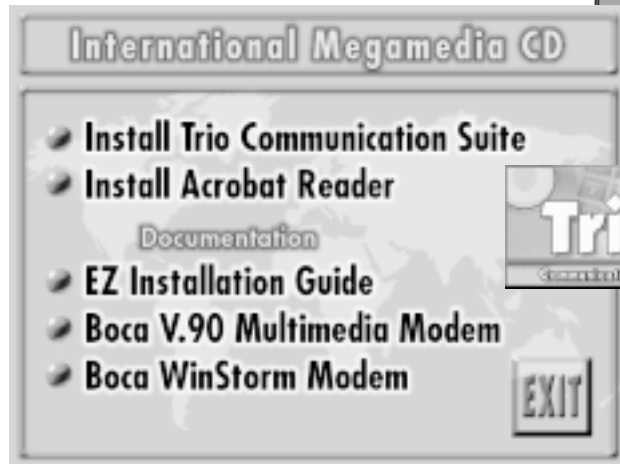 International Megamedia CD
Install Trio Communication Suite
Install Acrobat Reader
Documentation
EZ Installation Guide
Boca V.90 Multimedia Modem
Boca WinStorm Modem
EXIT